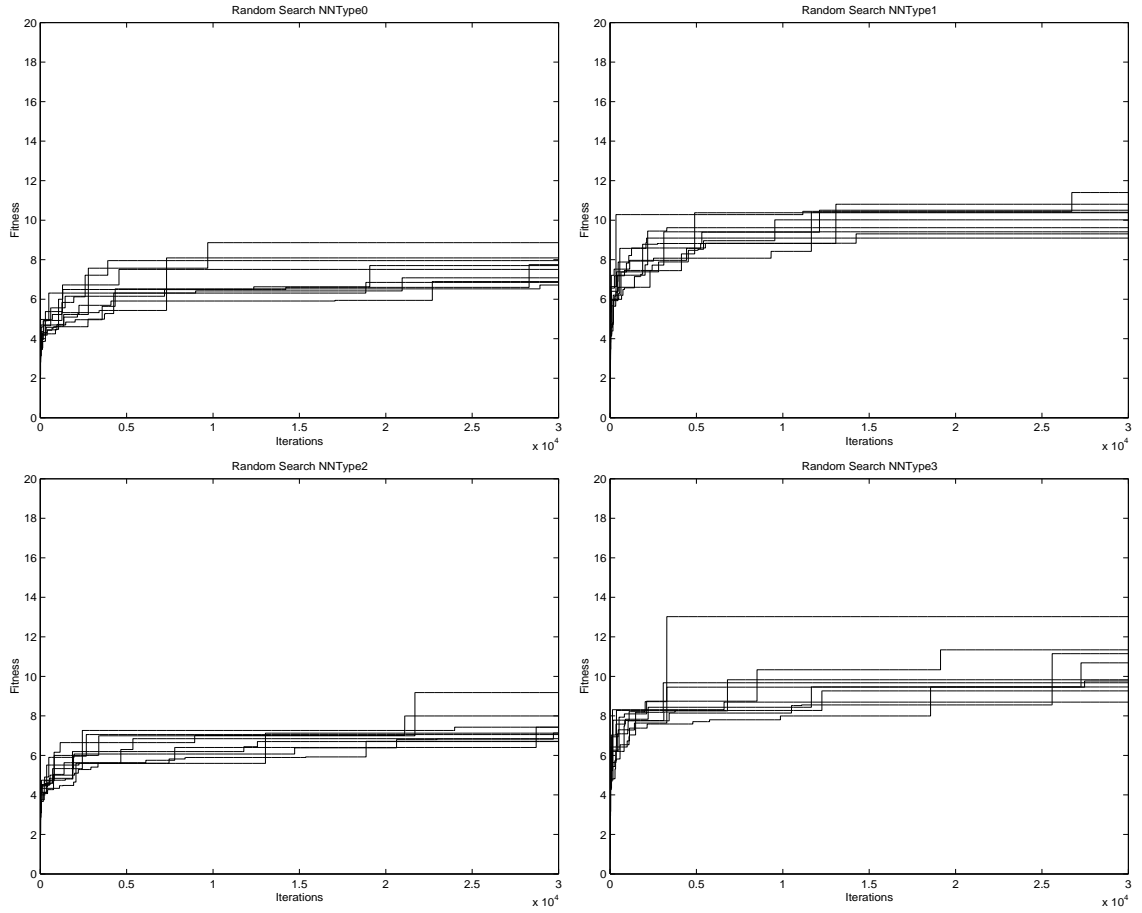 Random Search NNType0
20
18
16
14
12
10
8
6
4
2
0
Fitness
0 0.5 1 1.5 2 2.5 3
Iterations
x 10^4
Random Search NNType1
20
18
16
14
12
10
8
6
4
2
0
Fitness
0 0.5 1 1.5 2 2.5 3
Iterations
x 10^4
Random Search NNType2
20
18
16
14
12
10
8
6
4
2
0
Fitness
0 0.5 1 1.5 2 2.5 3
Iterations
x 10^4
Random Search NNType3
20
18
16
14
12
10
8
6
4
2
0
Fitness
0 0.5 1 1.5 2 2.5 3
Iterations
x 10^4